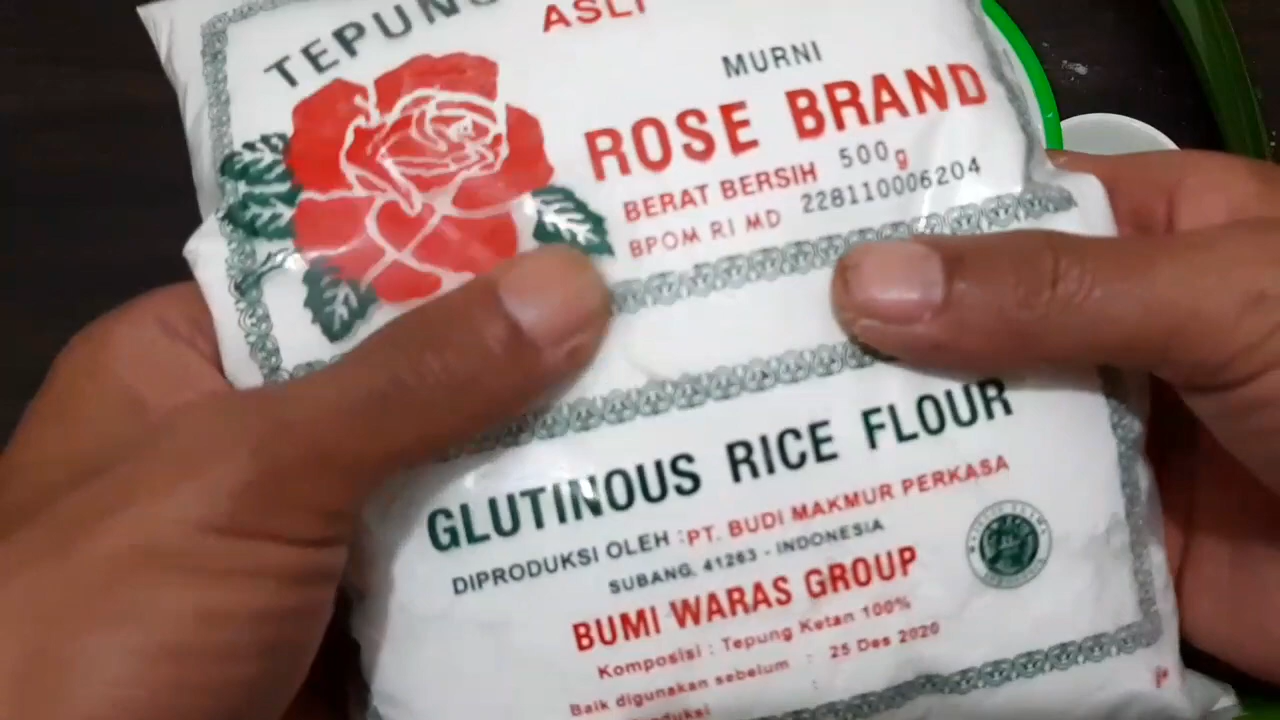 TEPUNG
ASLI
MURNI
ROSE BRAND
BERAT BERSIH 500g
BPOM RI MD 228110006204
GLUTINOUS RICE FLOUR
DIPRODUKSI OLEH : PT. BUDI MAKMUR PERKASA
SUBANG, 41263 - INDONESIA
BUMI WARAS GROUP
Komposisi : Tepung Ketan 100%
Baik digunakan sebelum : 25 Des 2020